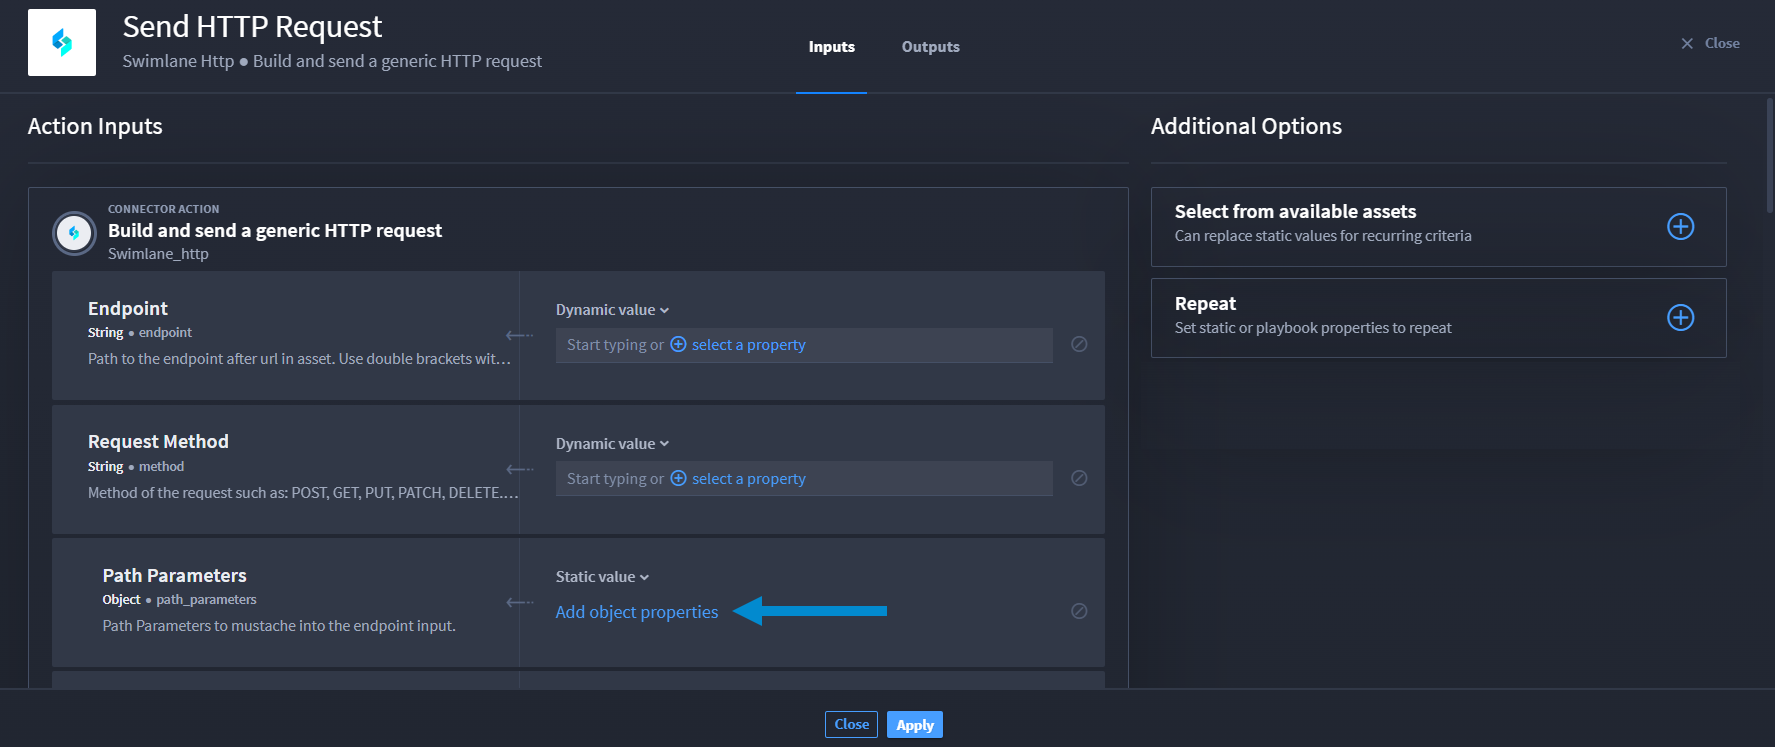 Send HTTP Request
Swimlane Http ● Build and send a generic HTTP request
Inputs
Outputs
Close
Action Inputs
CONNECTOR ACTION
Build and send a generic HTTP request
Swimlane_http
Endpoint
String ● endpoint
Path to the endpoint after url in asset. Use double brackets wit...
Dynamic value
Start typing or select a property
Request Method
String ● method
Method of the request such as: POST, GET, PUT, PATCH, DELETE....
Dynamic value
Start typing or select a property
Path Parameters
Object ● path_parameters
Path Parameters to mustache into the endpoint input.
Static value
Add object properties
Additional Options
Select from available assets
Can replace static values for recurring criteria
Repeat
Set static or playbook properties to repeat
Close
Apply